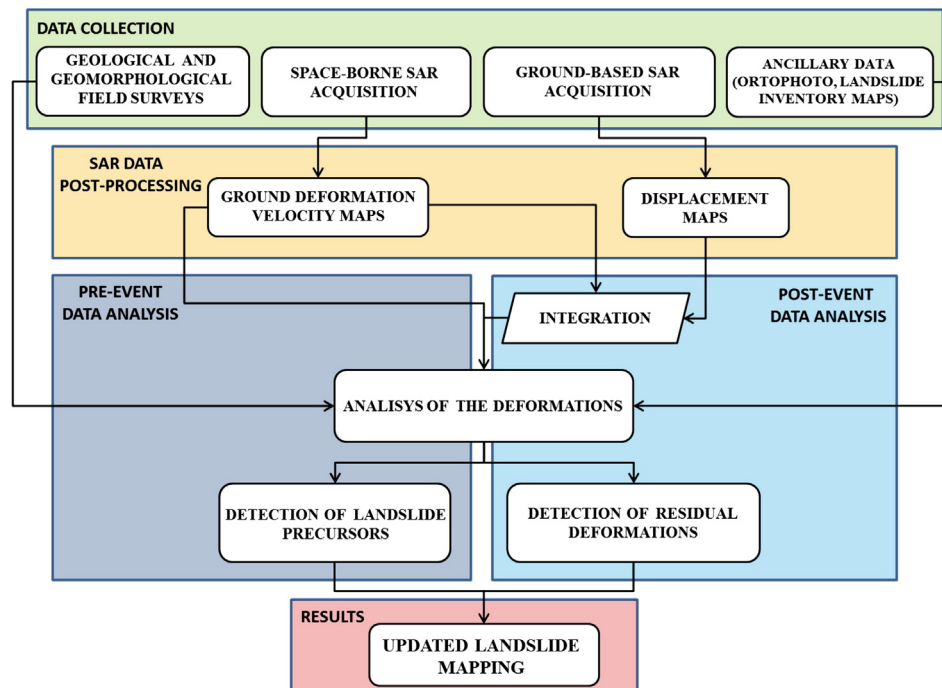 DATA COLLECTION
GEOLOGICAL AND
GEOMORPHOLOGICAL
FIELD SURVEYS
SPACE-BORNE SAR
ACQUISITION
GROUND-BASED SAR
ACQUISITION
ANCILLARY DATA
(ORTOPHOTO, LANDSLIDE
INVENTORY MAPS)
SAR DATA
POST-PROCESSING
GROUND DEFORMATION
VELOCITY MAPS
DISPLACEMENT
MAPS
PRE-EVENT
DATA ANALYSIS
INTEGRATION
POST-EVENT
DATA ANALYSIS
ANALISYS OF THE DEFORMATIONS
DETECTION OF LANDSLIDE
PRECURSORS
DETECTION OF RESIDUAL
DEFORMATIONS
RESULTS
UPDATED LANDSLIDE
MAPPING